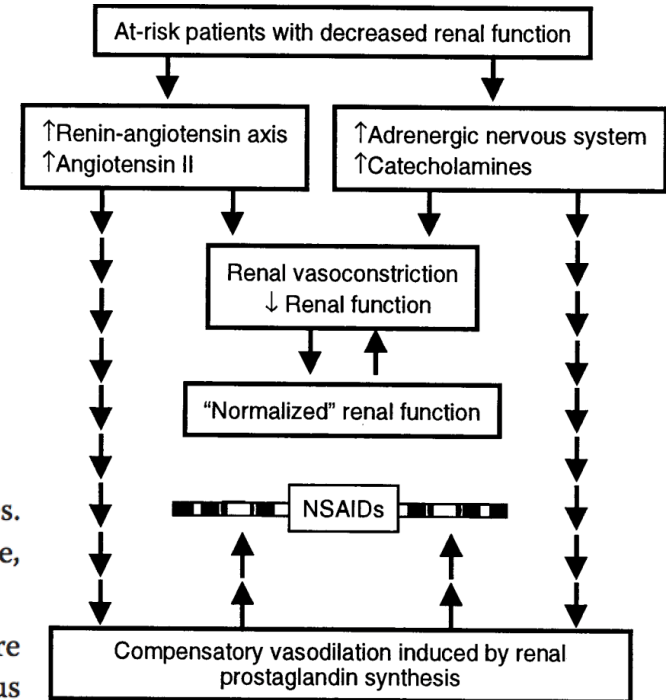 At-risk patients with decreased renal function
↑Renin-angiotensin axis
↑Angiotensin II
↑Adrenergic nervous system
↑Catecholamines
Renal vasoconstriction
↓ Renal function
“Normalized” renal function
NSAIDs
Compensatory vasodilation induced by renal
prostaglandin synthesis